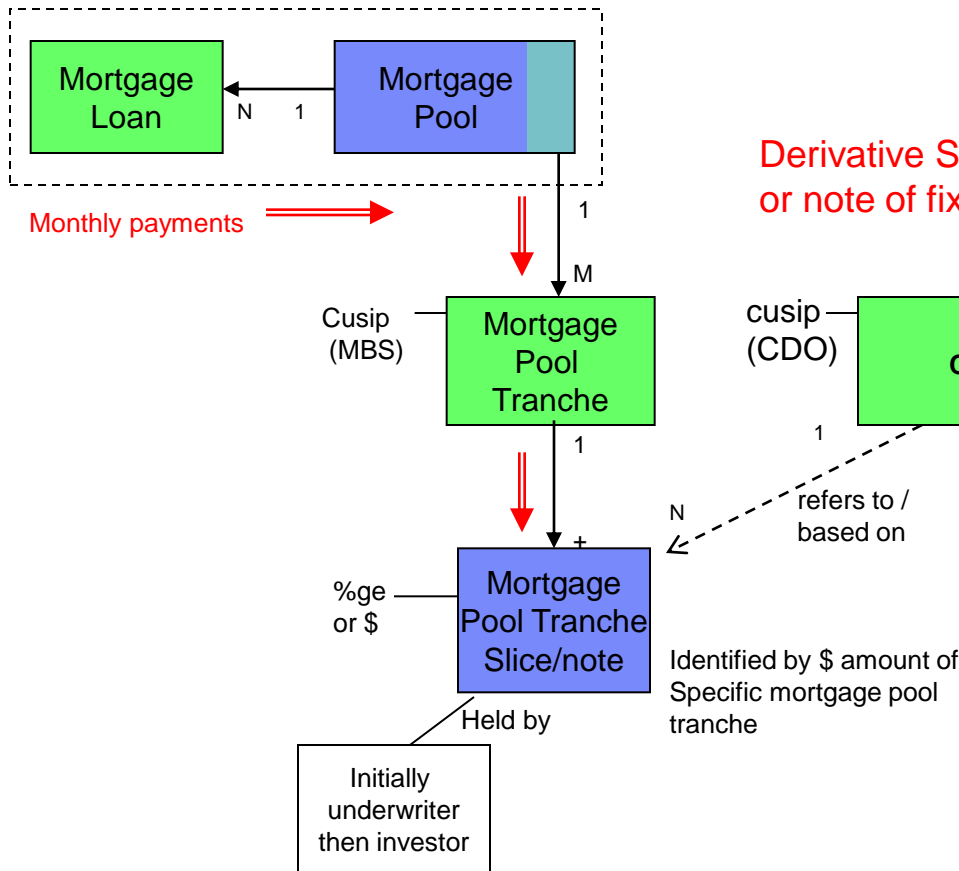 Mortgage
Loan
N
1
Mortgage
Pool
Derivative S
or note of fix
Monthly payments
1
M
Cusip
(MBS)
Mortgage
Pool
Tranche
cusip
(CDO)
1
1
refers to /
based on
N
+
%ge
or $
Mortgage
Pool Tranche
Slice/note
Identified by $ amount of
Specific mortgage pool
tranche
Held by
Initially
underwriter
then investor